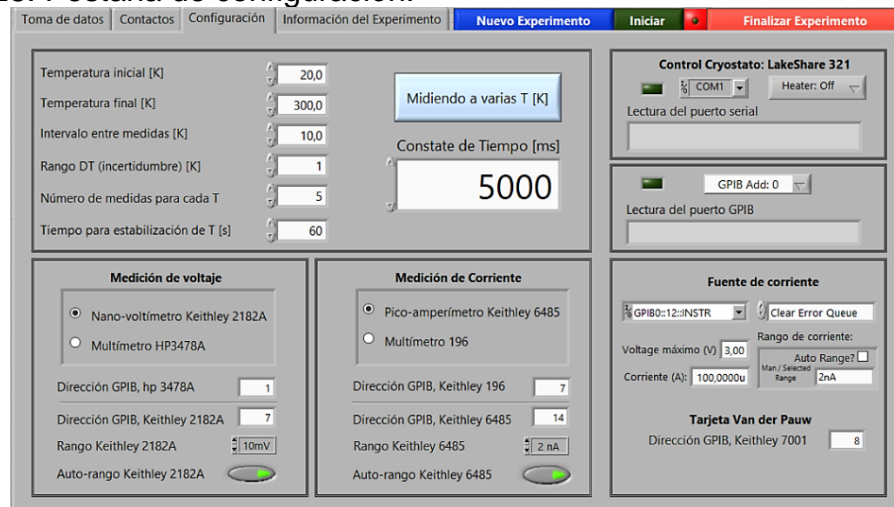 Toma de datos Contactos Configuración Información del Experimento Nuevo Experimento Iniciar Finalizar Experimento
Temperatura inicial [K] 20,0
Temperatura final [K] 300,0
Intervalo entre medidas [K] 10,0
Rango DT (incertidumbre) [K] 1
Número de medidas para cada T 5
Tiempo para estabilización de T [s] 60
Midiendo a varias T [K]
Constate de Tiempo [ms]
5000
Control Cryostato: LakeShare 321
COM1 Heater: Off
Lectura del puerto serial
GPIB Add: 0
Lectura del puerto GPIB
Medición de voltaje
Nano-voltímetro Keithley 2182A
Multímetro HP3478A
Dirección GPIB, hp 3478A 1
Dirección GPIB, Keithley 2182A 7
Rango Keithley 2182A 10mV
Auto-rango Keithley 2182A
Medición de Corriente
Pico-amperímetro Keithley 6485
Multímetro 196
Dirección GPIB, Keithley 196 7
Dirección GPIB, Keithley 6485 14
Rango Keithley 6485 2 nA
Auto-rango Keithley 6485
Fuente de corriente
GPIB0::12::INSTR Clear Error Queue
Voltage máximo (V) 3,00
Corriente (A): 100,0000u
Rango de corriente:
Auto Range?
Man / Selected
Range 2nA
Tarjeta Van der Pauw
Dirección GPIB, Keithley 7001 8